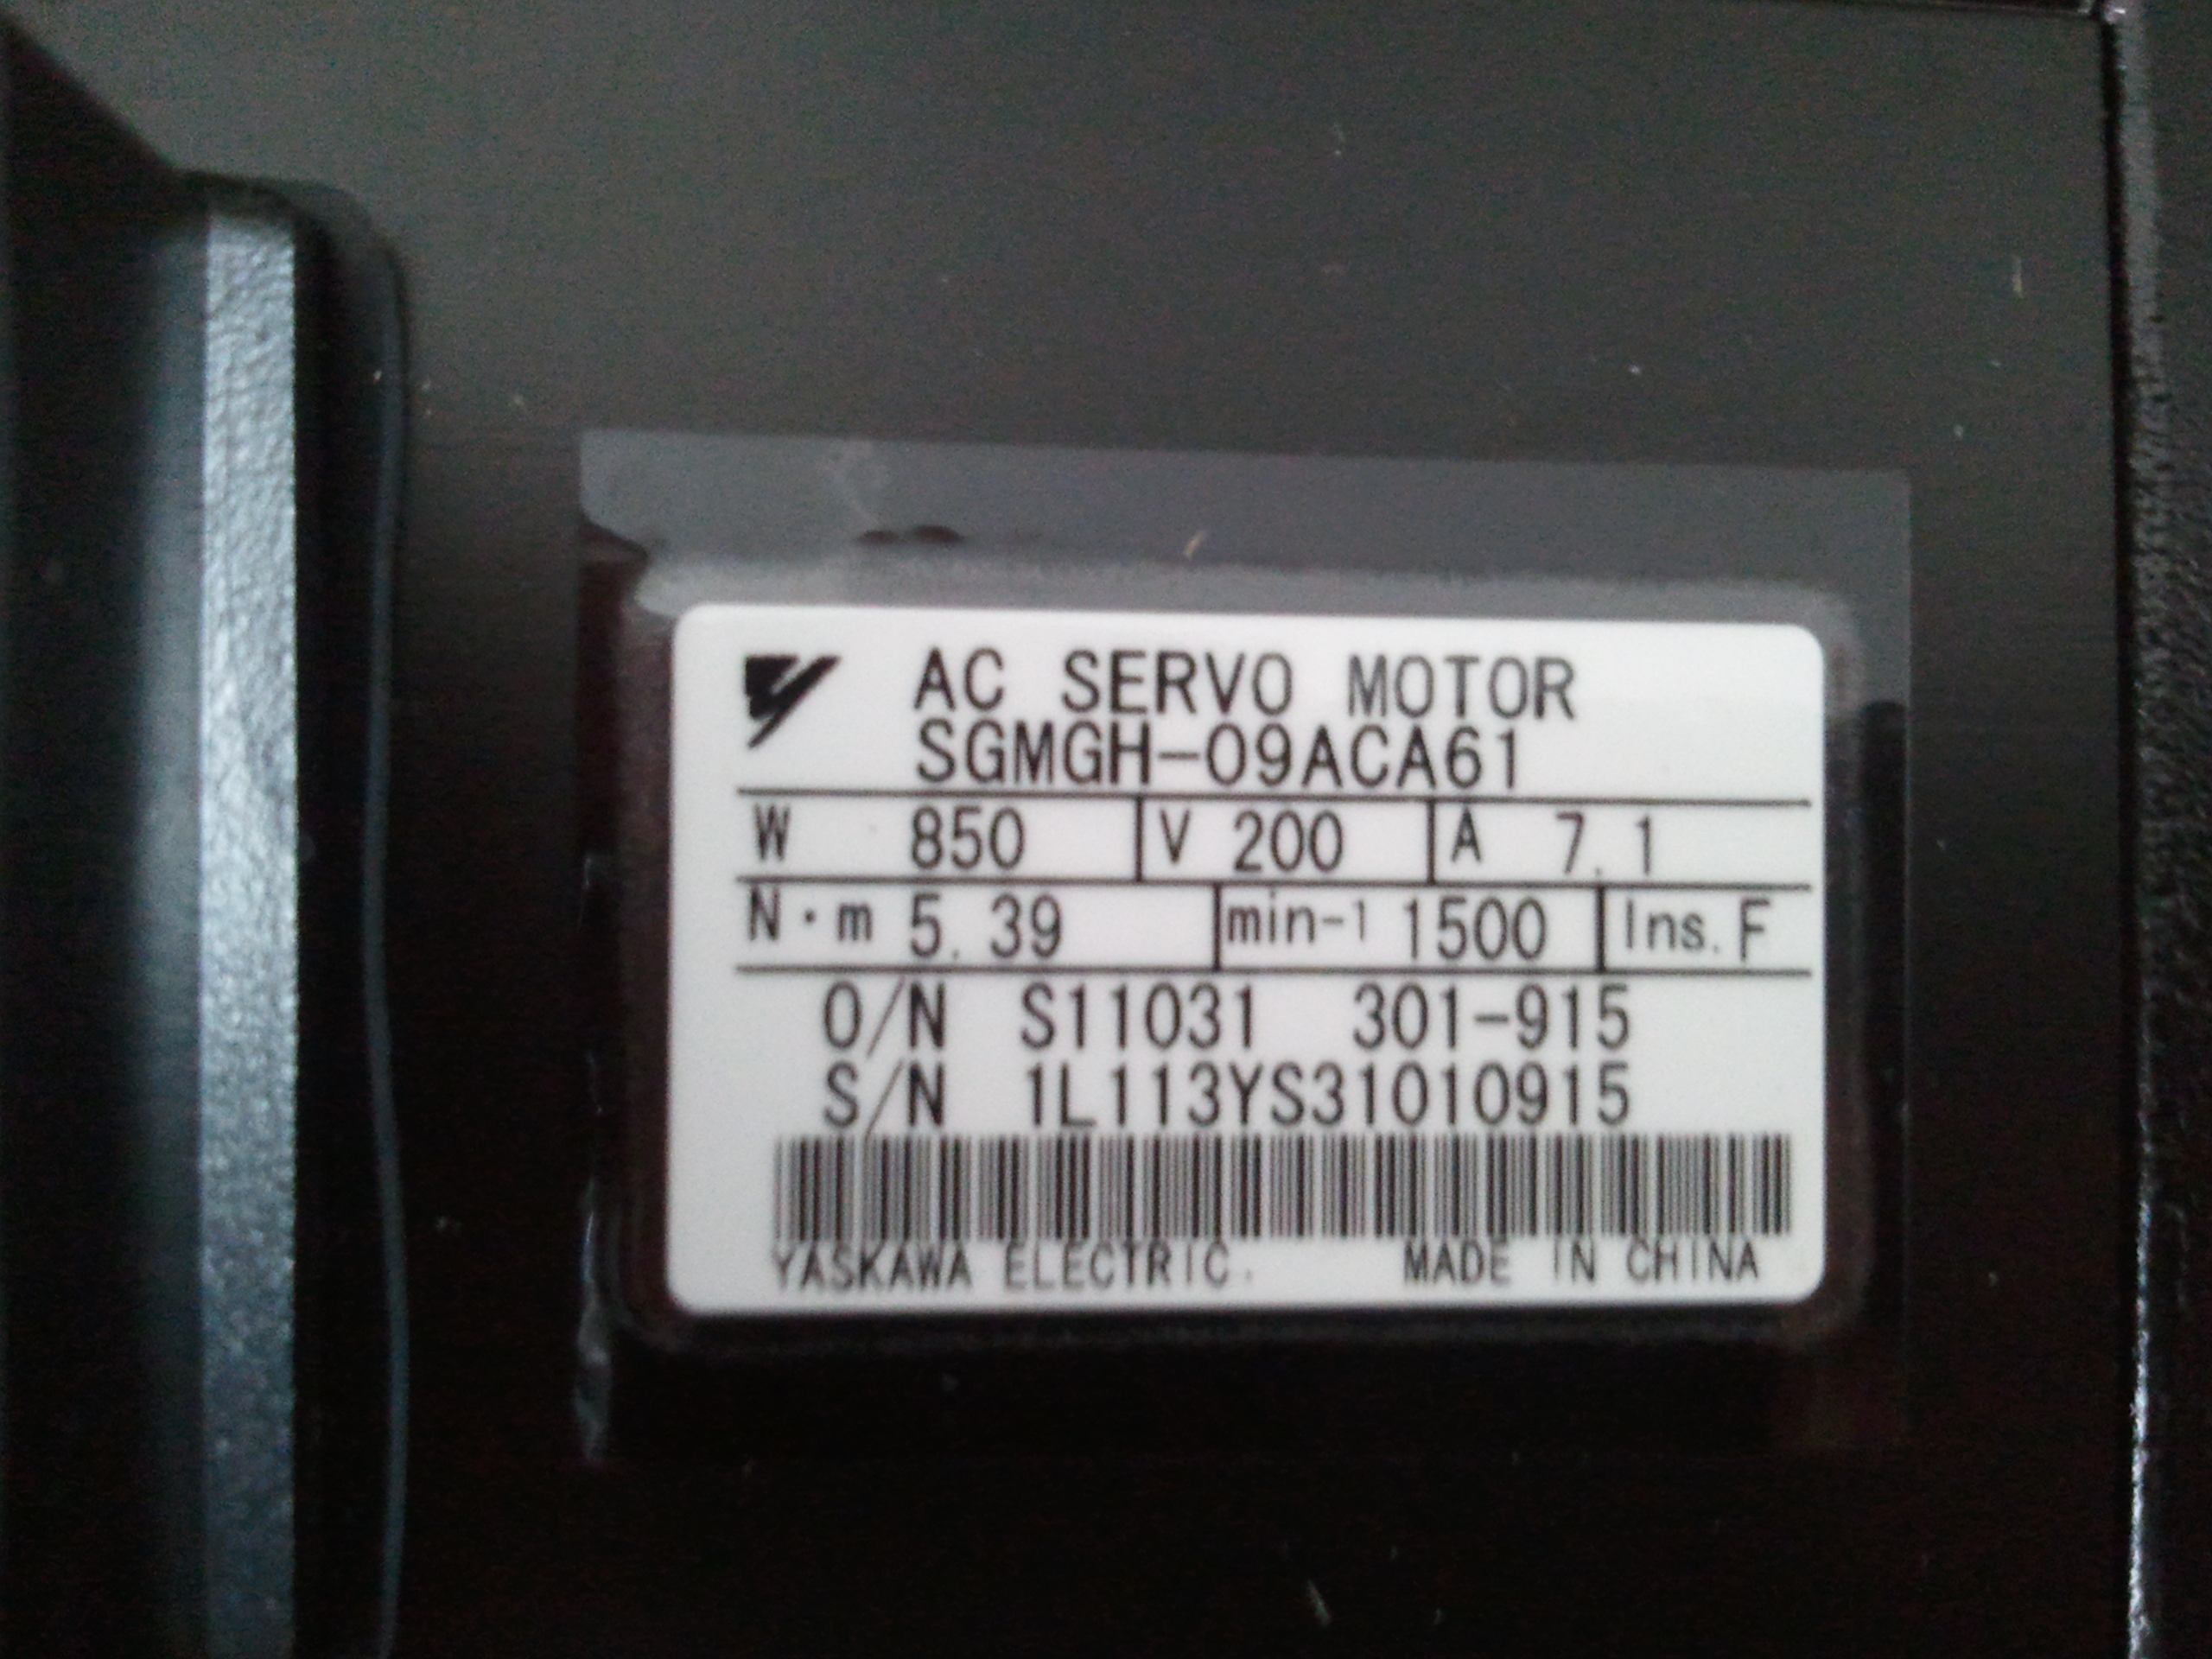 AC SERVO MOTOR
SGMGH-09ACA61
W 850 V 200 A 7.1
N·m 5.39 min-1 1500 Ins. F
O/N S11031 301-915
S/N 1L113YS31010915
YASKAWA ELECTRIC. MADE IN CHINA